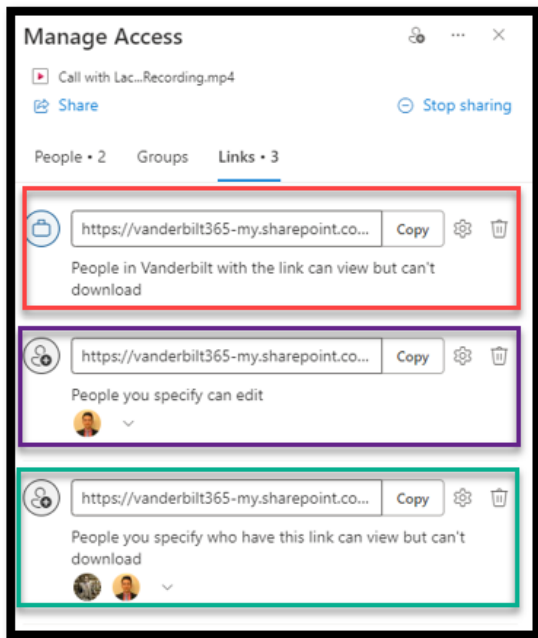 Manage Access
Call with Lac...Recording.mp4
Share
Stop sharing
People • 2 Groups Links • 3
https://vanderbilt365-my.sharepoint.co... Copy
People in Vanderbilt with the link can view but can't
download
https://vanderbilt365-my.sharepoint.co... Copy
People you specify can edit
https://vanderbilt365-my.sharepoint.co... Copy
People you specify who have this link can view but can't
download